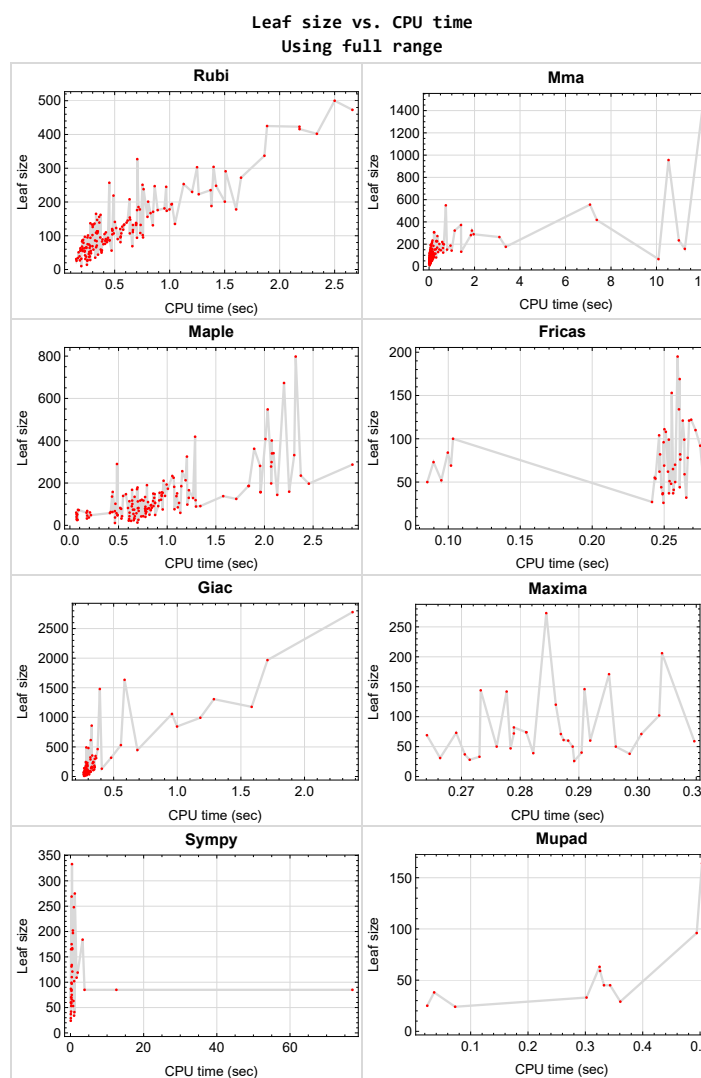 Leaf size vs. CPU time
Using full range
Rubi
Leaf size
500
400
300
200
100
0
0.5 1.0 1.5 2.0 2.5
CPU time (sec)
Mma
Leaf size
1400
1200
1000
800
600
400
200
0
0 2 4 6 8 10
CPU time (sec)
Maple
Leaf size
800
600
400
200
0
0.0 0.5 1.0 1.5 2.0 2.5
CPU time (sec)
Fricas
Leaf size
200
150
100
50
0
0.10 0.15 0.20 0.25
CPU time (sec)
Giac
Leaf size
2500
2000
1500
1000
500
0
0.5 1.0 1.5 2.0
CPU time (sec)
Maxima
Leaf size
250
200
150
100
50
0
0.27 0.28 0.29 0.30
CPU time (sec)
Sympy
Leaf size
350
300
250
200
150
100
50
0
0 20 40 60
CPU time (sec)
Mupad
Leaf size
150
100
50
0
0.1 0.2 0.3 0.4
CPU time (sec)